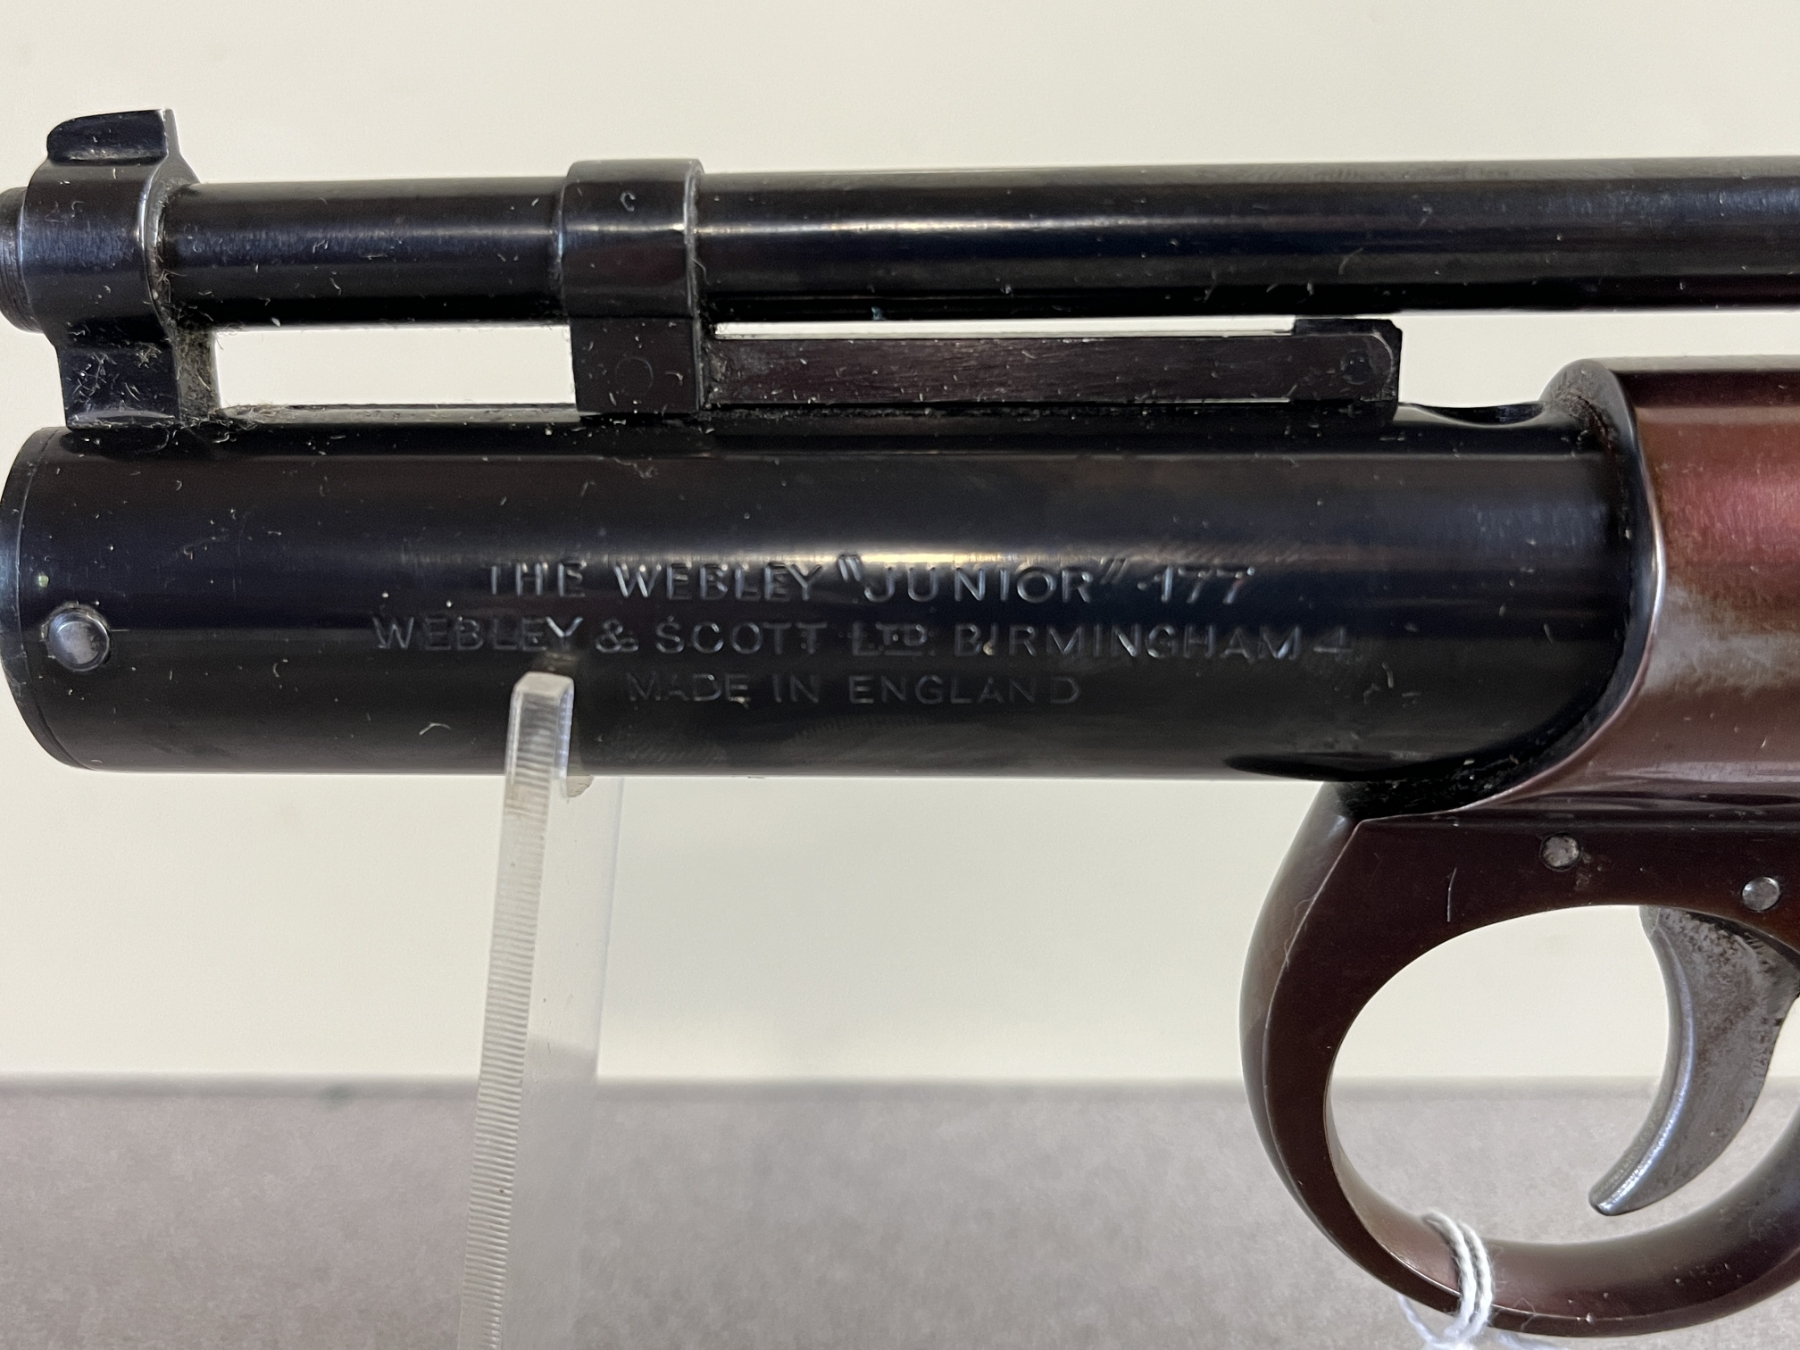 THE WEBLEY "JUNIOR" .177
WEBLEY & SCOTT LTD. BIRMINGHAM 4
MADE IN ENGLAND